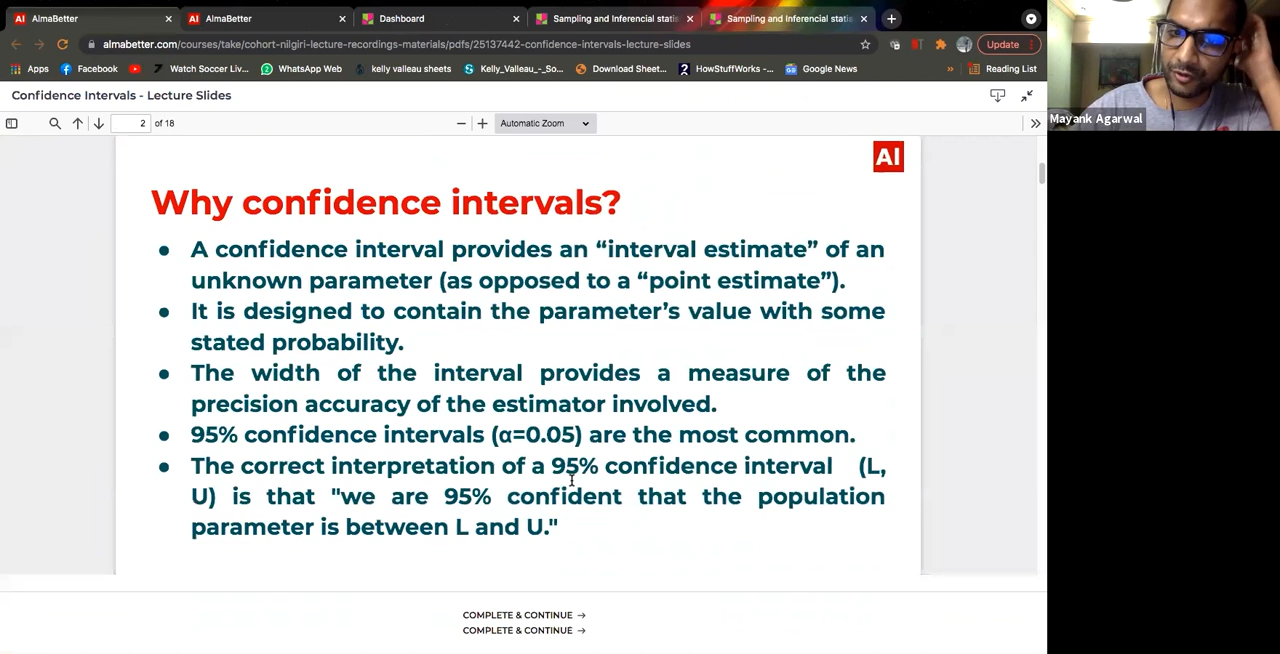 AI AlmaBetter
AI AlmaBetter
Dashboard
Sampling and Inferencial statis
Sampling and Inferencial statis
almabetter.com/courses/take/cohort-nilgiri-lecture-recordings-materials/pdfs/25137442-confidence-intervals-lecture-slides
Update
Apps
Facebook
Watch Soccer Liv...
WhatsApp Web
kelly valleau sheets
Kelly_Valleau_-_So...
Download Sheet...
HowStuffWorks -...
Google News
»
Reading List
Confidence Intervals - Lecture Slides
2 of 18
Automatic Zoom
Mayank Agarwal
AI
Why confidence intervals?
● A confidence interval provides an “interval estimate” of an
unknown parameter (as opposed to a “point estimate”).
● It is designed to contain the parameter’s value with some
stated probability.
● The width of the interval provides a measure of the
precision accuracy of the estimator involved.
● 95% confidence intervals (α=0.05) are the most common.
● The correct interpretation of a 95% confidence interval (L,
U) is that "we are 95% confident that the population
parameter is between L and U."
COMPLETE & CONTINUE →
COMPLETE & CONTINUE →